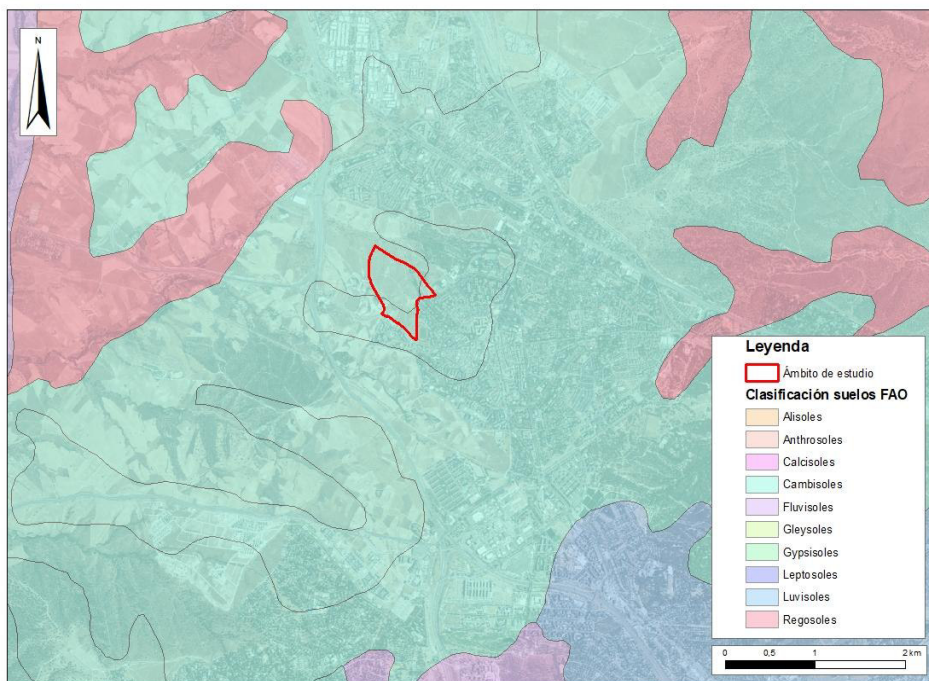 N
Leyenda
Ámbito de estudio
Clasificación suelos FAO
Alisoles
Anthrosoles
Calcisoles
Cambisoles
Fluvisoles
Gleysoles
Gypsisoles
Leptosoles
Luvisoles
Regosoles
0 0,5 1 2 km